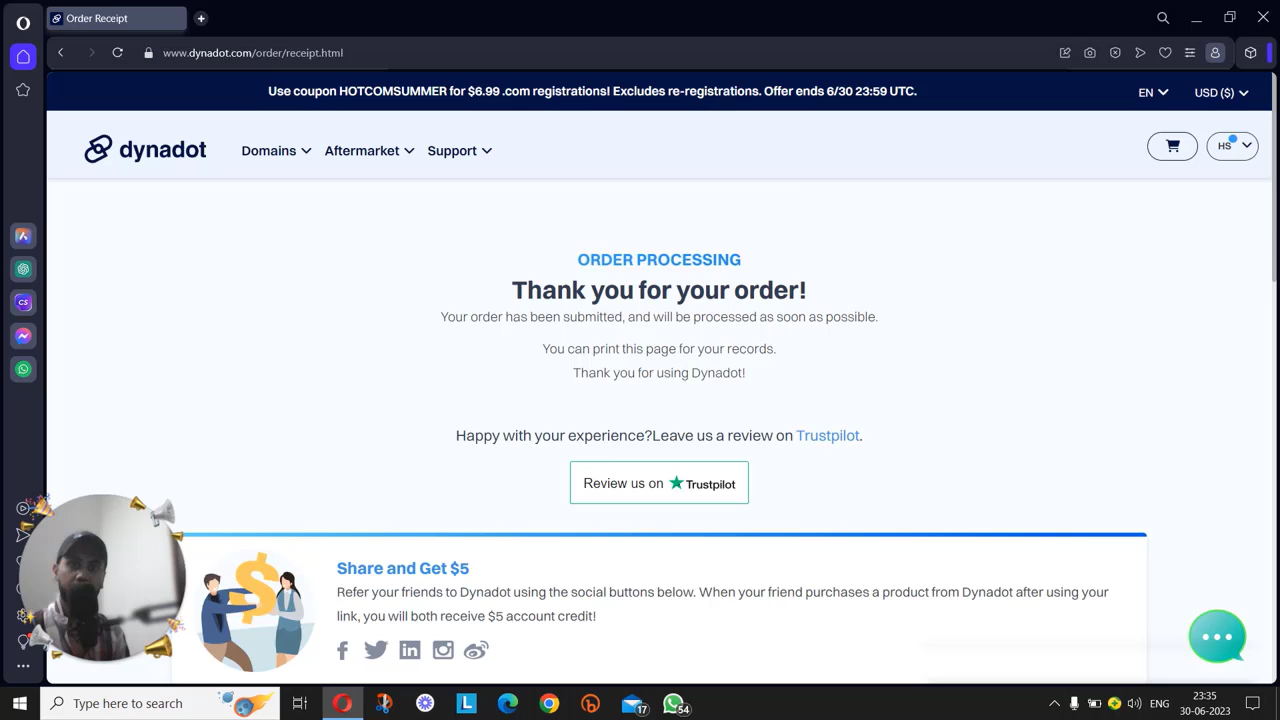 Order Receipt
www.dynadot.com/order/receipt.html
Use coupon HOTCOMSUMMER for $6.99 .com registrations! Excludes re-registrations. Offer ends 6/30 23:59 UTC.
EN
USD ($)
dynadot
Domains
Aftermarket
Support
HS
CS
ORDER PROCESSING
Thank you for your order!
Your order has been submitted, and will be processed as soon as possible.
You can print this page for your records.
Thank you for using Dynadot!
Happy with your experience?Leave us a review on Trustpilot.
Review us on Trustpilot
Share and Get $5
Refer your friends to Dynadot using the social buttons below. When your friend purchases a product from Dynadot after using your
link, you will both receive $5 account credit!
Type here to search
L
17
54
ENG
23:35
30-06-2023